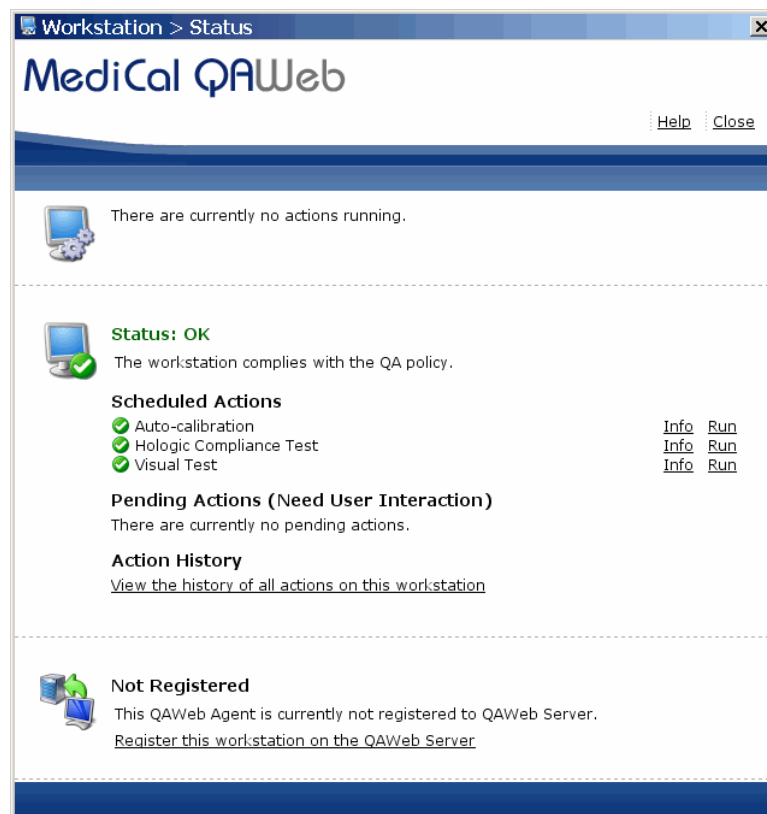 Workstation > Status
MediCal QAWeb
Help Close
There are currently no actions running.
Status: OK
The workstation complies with the QA policy.
Scheduled Actions
Auto-calibration Info Run
Hologic Compliance Test Info Run
Visual Test Info Run
Pending Actions (Need User Interaction)
There are currently no pending actions.
Action History
View the history of all actions on this workstation
Not Registered
This QAWeb Agent is currently not registered to QAWeb Server.
Register this workstation on the QAWeb Server